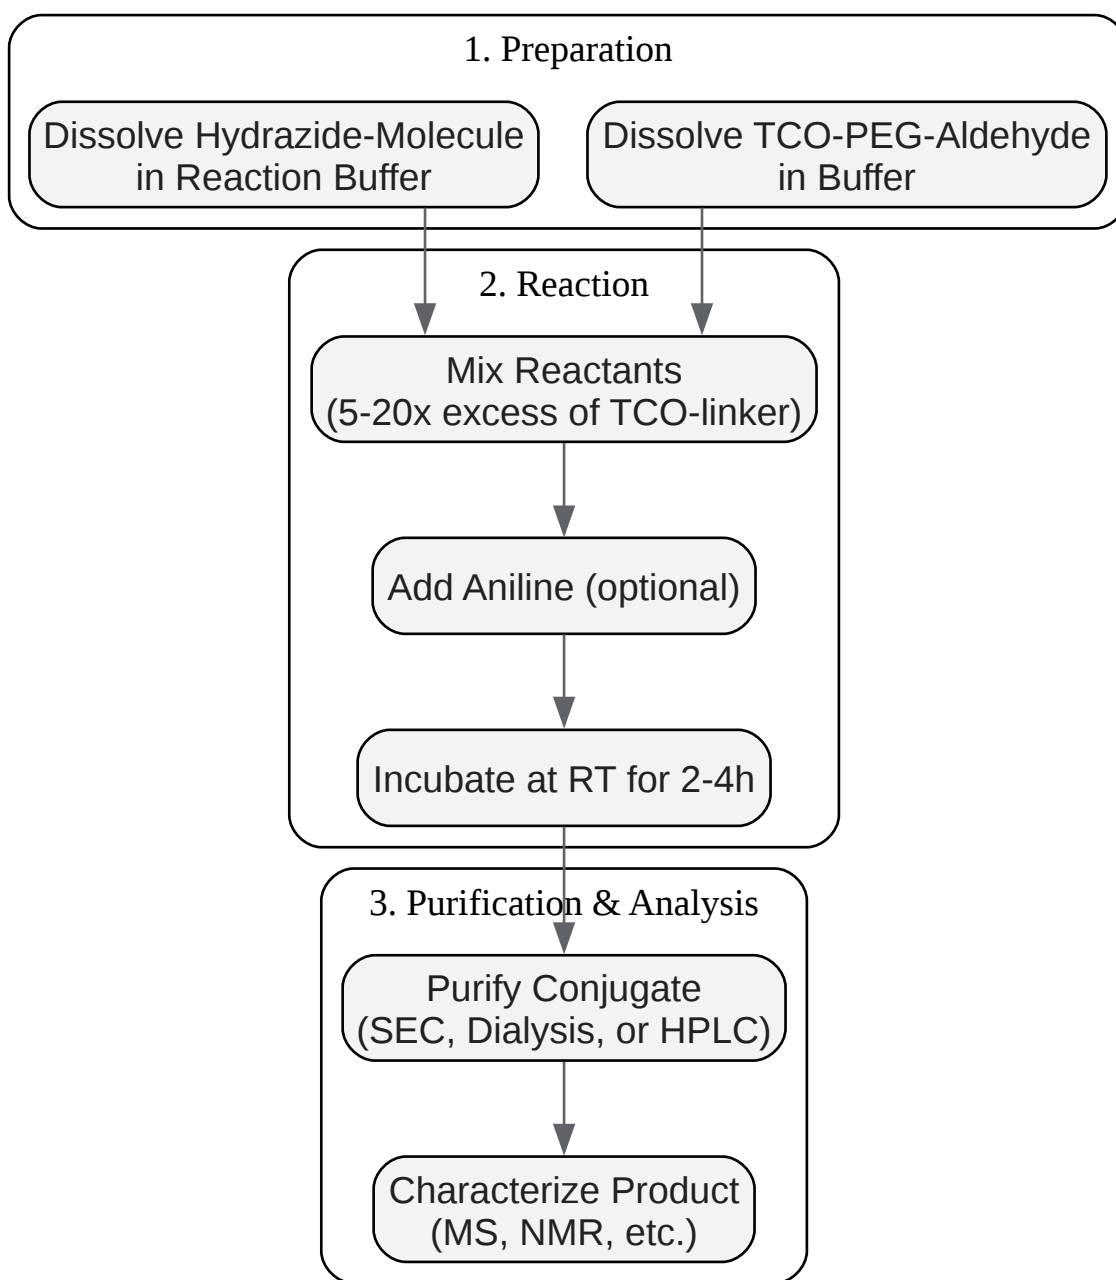 1. Preparation
Dissolve Hydrazide-Molecule
in Reaction Buffer
Dissolve TCO-PEG-Aldehyde
in Buffer
2. Reaction
Mix Reactants
(5-20x excess of TCO-linker)
Add Aniline (optional)
Incubate at RT for 2-4h
3. Purification & Analysis
Purify Conjugate
(SEC, Dialysis, or HPLC)
Characterize Product
(MS, NMR, etc.)